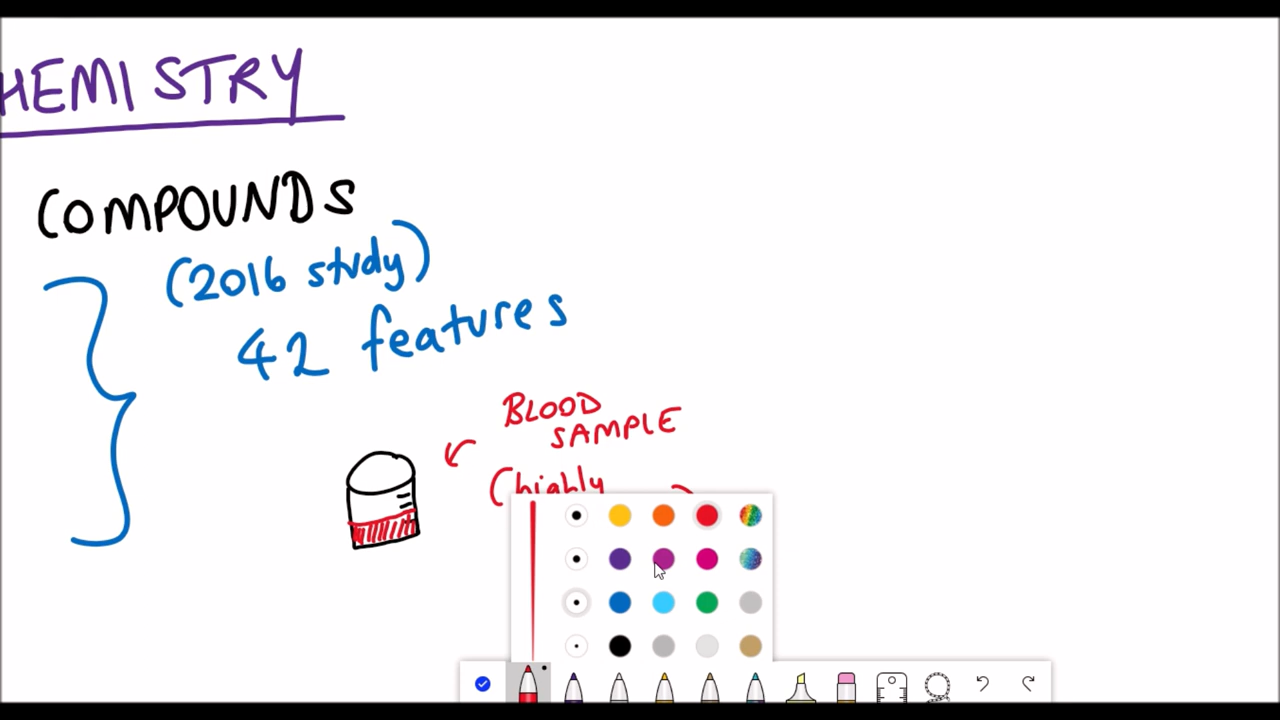 HEMISTRY
COMPOUNDS
(2016 study)
42 features
BLOOD
SAMPLE
(highly